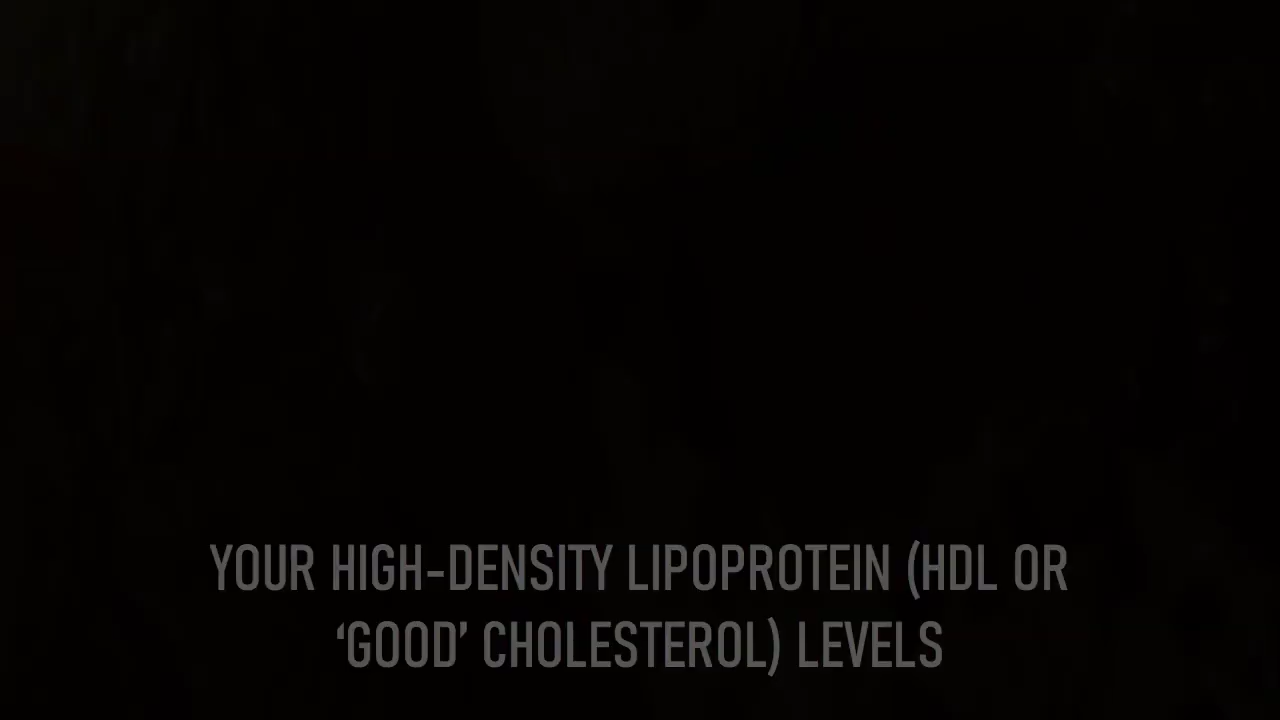 YOUR HIGH-DENSITY LIPOPROTEIN (HDL OR
‘GOOD’ CHOLESTEROL) LEVELS